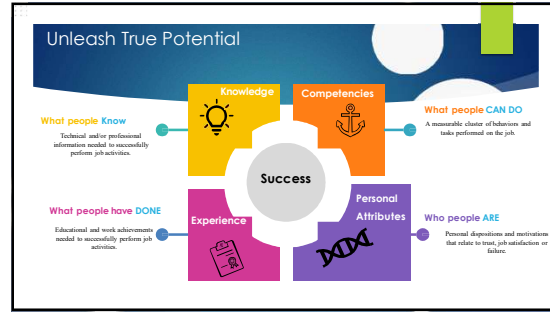 Unleash True Potential
Knowledge
Competencies
What people Know
Technical and/or professional
information needed to successfully
perform job activities.
What people CAN DO
A measurable cluster of behaviors and
tasks performed on the job.
Success
What people have DONE
Educational and work achievements
needed to successfully perform job
activities.
Experience
Personal
Attributes
Who people ARE
Personal dispositions and motivations
that relate to trust, job satisfaction or
failure.